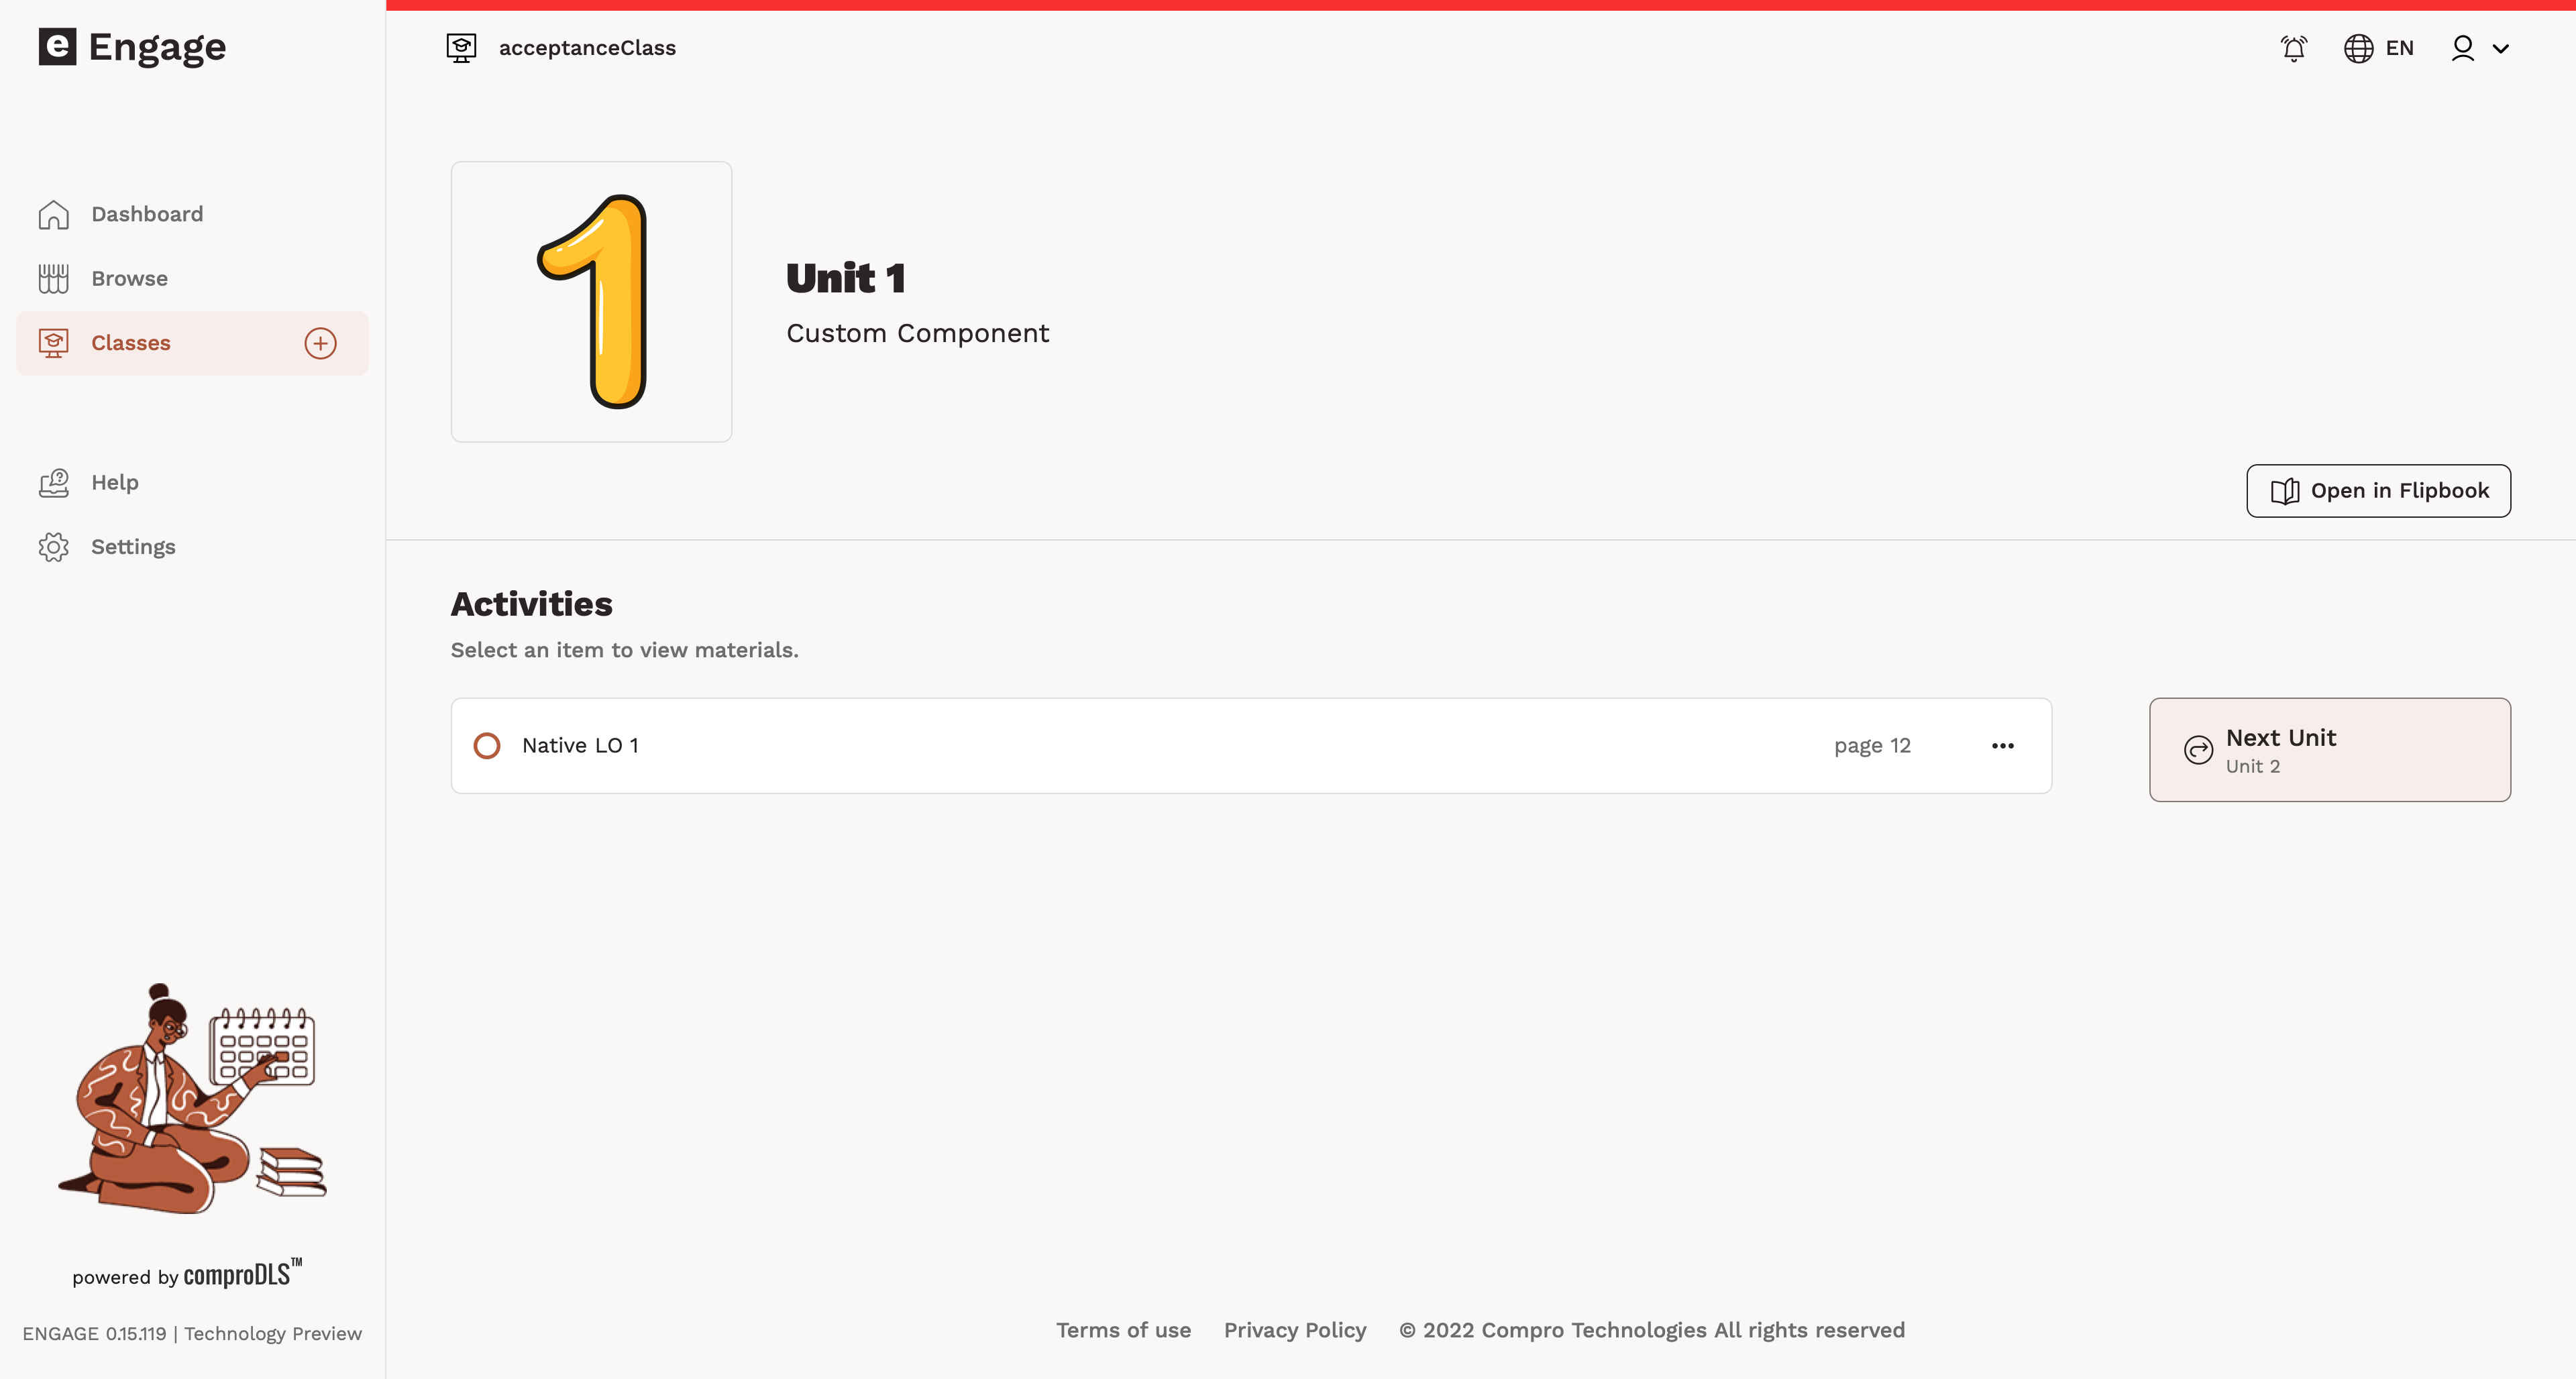 e Engage
acceptanceClass
EN
Dashboard
Browse
Classes
Help
Settings
1
Unit 1
Custom Component
Open in Flipbook
Activities
Select an item to view materials.
Native LO 1
page 12
Next Unit
Unit 2
powered by comproDLS™
ENGAGE 0.15.119 | Technology Preview
Terms of use Privacy Policy © 2022 Compro Technologies All rights reserved